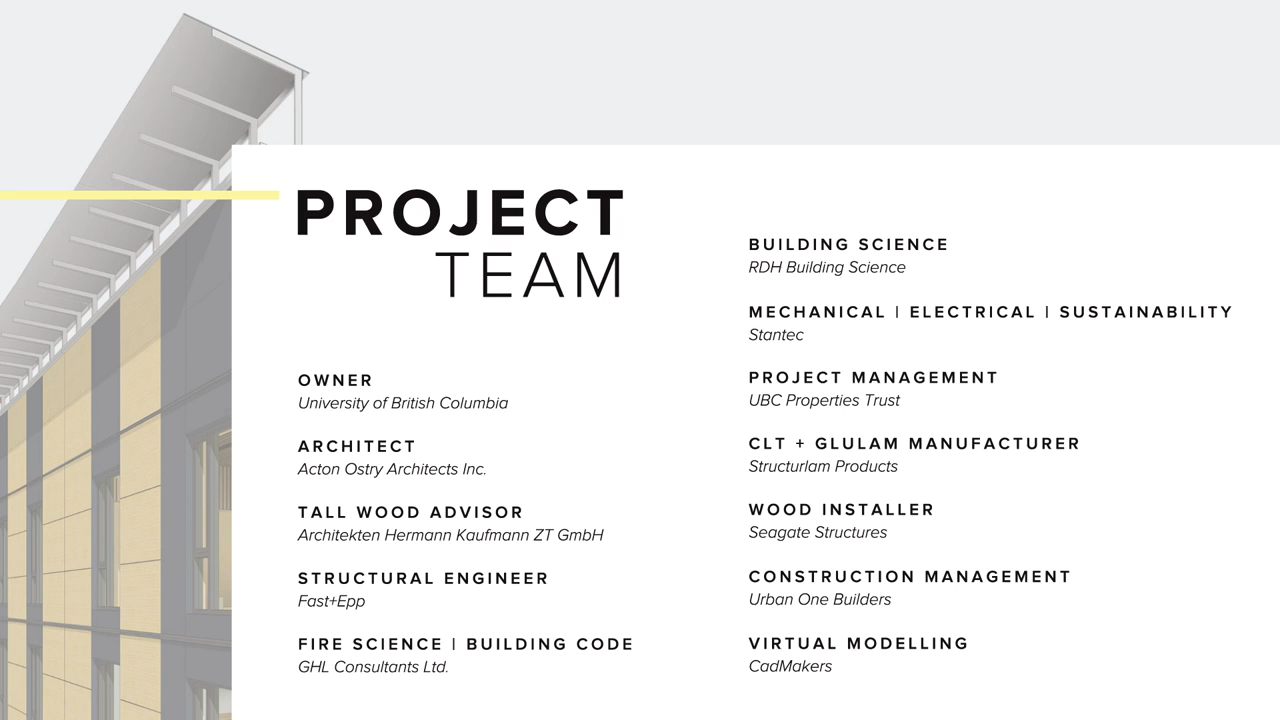 PROJECT
TEAM
OWNER
University of British Columbia
ARCHITECT
Acton Ostry Architects Inc.
TALL WOOD ADVISOR
Architekten Hermann Kaufmann ZT GmbH
STRUCTURAL ENGINEER
Fast+Epp
FIRE SCIENCE | BUILDING CODE
GHL Consultants Ltd.
BUILDING SCIENCE
RDH Building Science
MECHANICAL | ELECTRICAL | SUSTAINABILITY
Stantec
PROJECT MANAGEMENT
UBC Properties Trust
CLT + GLULAM MANUFACTURER
Structurlam Products
WOOD INSTALLER
Seagate Structures
CONSTRUCTION MANAGEMENT
Urban One Builders
VIRTUAL MODELLING
CadMakers